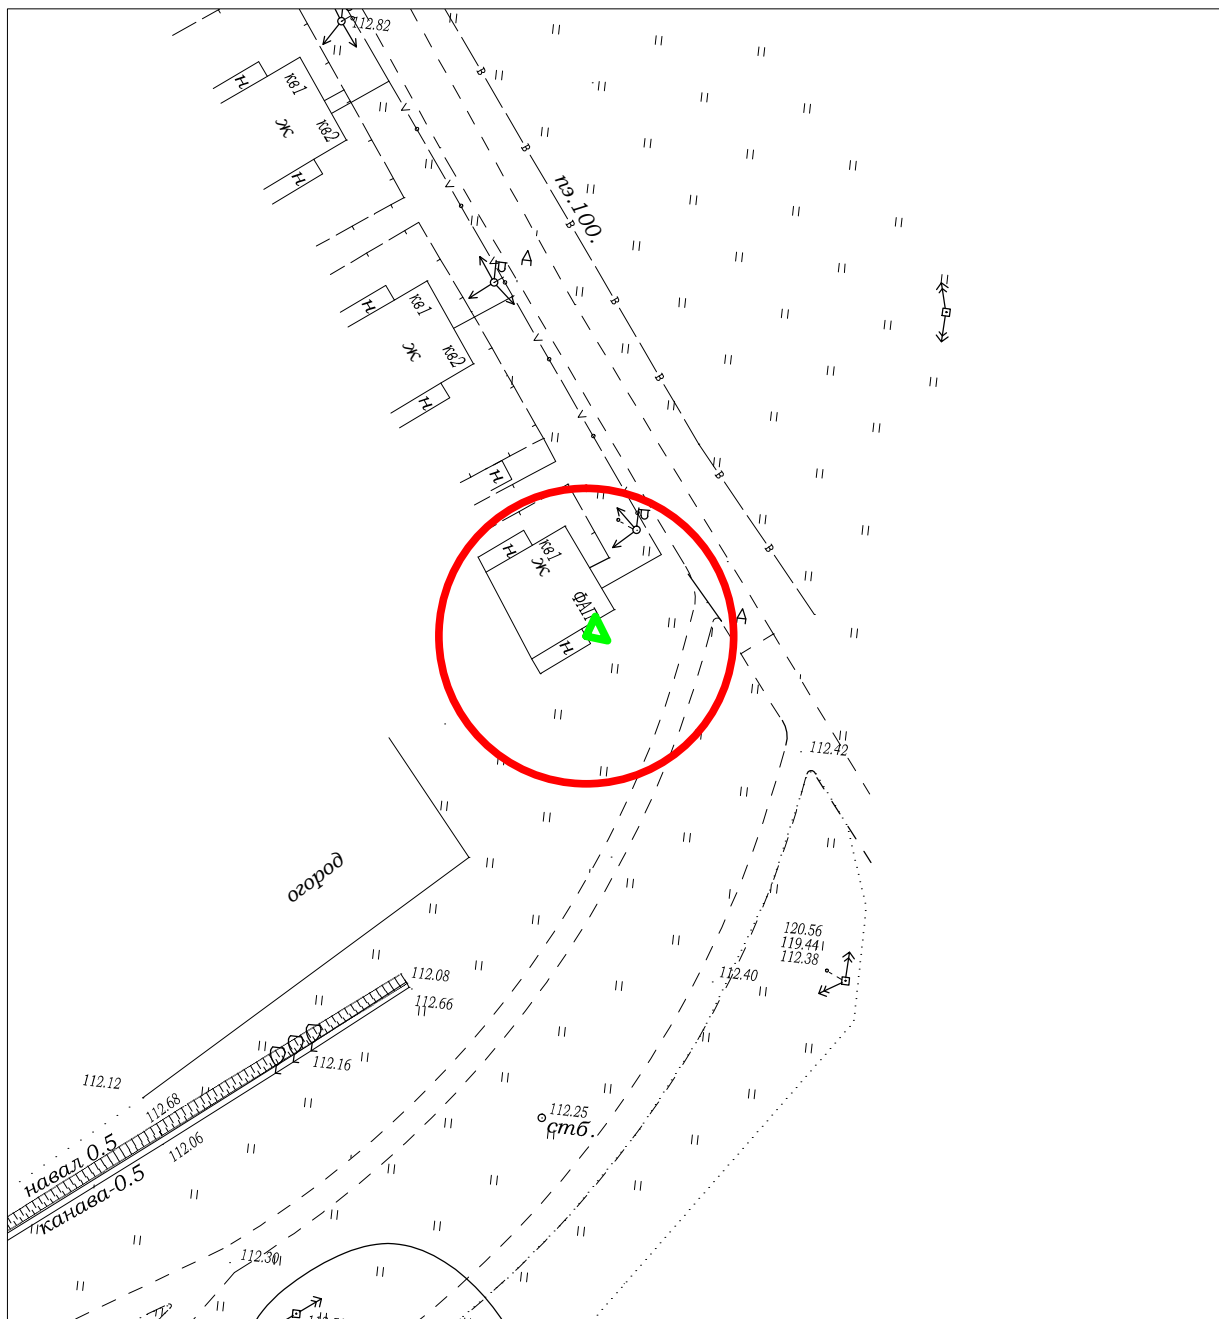 112.82
Н
кв1
кв2
Ж
Н
В
В
пэ.100.
В
А
Н
кв1
кв2
Ж
Н
В
В
Н
В
Н
кв1
Ж
ФАП
Н
А
В
112.42
огород
120.56
119.44
112.38
112.40
112.08
112.66
112.16
112.12
112.68
112.06
навал 0.5
канава-0.5
112.25
стб.
112.30